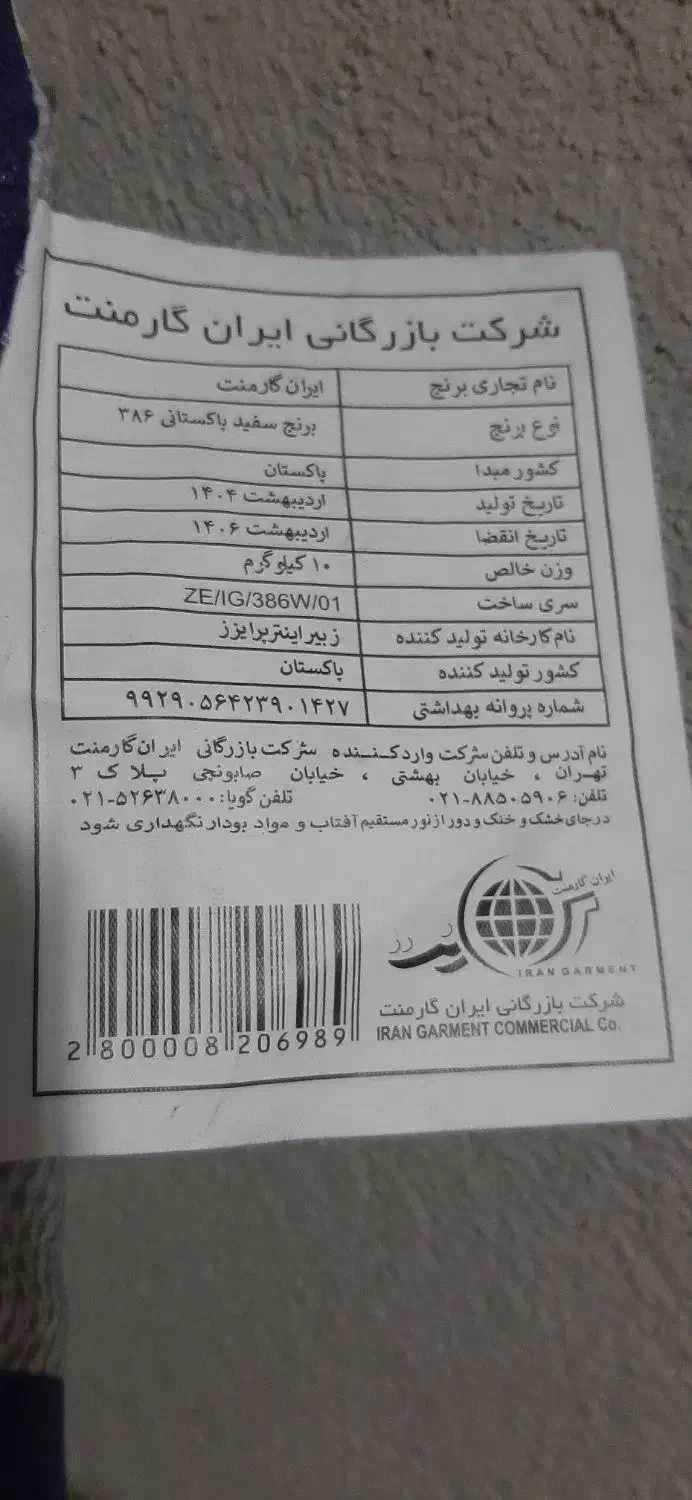 شرکت بازرگانی ایران گارمنت
نام تجاری برنج ایران گارمنت
نوع برنج برنج سفید پاکستانی ۳۸۶
کشور مبدا پاکستان
تاریخ تولید اردیبهشت ۱۴۰۴
تاریخ انقضا اردیبهشت ۱۴۰۶
وزن خالص ۱۰ کیلوگرم
سری ساخت ZE/IG/386W/01
نام کارخانه تولید کننده زبیر اینترپرایزز
کشور تولید کننده پاکستان
شماره پروانه بهداشتی ۹۹۲۹۰۵۶۴۲۳۹۰۱۴۲۷
نام آدرس و تلفن شرکت وارد کننده شرکت بازرگانی ایران گارمنت
تهران ، خیابان بهشتی ، خیابان صابونچی پلاک ۳
تلفن: ۰۲۱-۸۸۵۰۵۹۰۶ تلفن گویا: ۰۲۱-۵۲۶۳۸۰۰۰
در جای خشک و خنک و دور از نور مستقیم آفتاب و مواد بودار نگهداری شود
ایران گارمنت
IRAN GARMENT
شرکت بازرگانی ایران گارمنت
IRAN GARMENT COMMERCIAL Co.
2 800008 206989